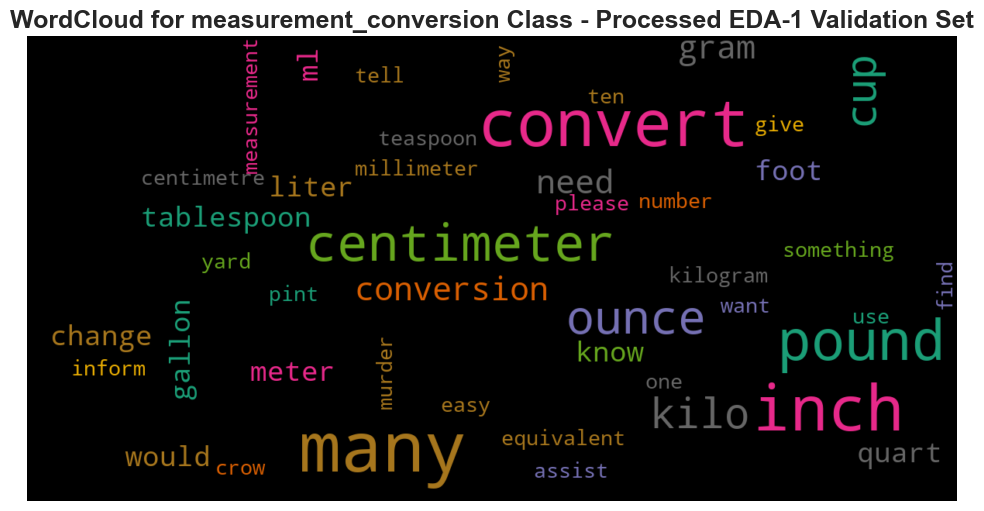 WordCloud for measurement_conversion Class - Processed EDA-1 Validation Set
measurement
ml
tell
way
gram
cup
ten
convert
give
teaspoon
millimeter
centimetre
liter
need
foot
please
number
tablespoon
centimeter
something
yard
kilogram
find
pint
conversion
ounce
want
use
change
gallon
know
pound
inform
meter
murder
one
inch
easy
kilo
many
equivalent
would
crow
assist
quart